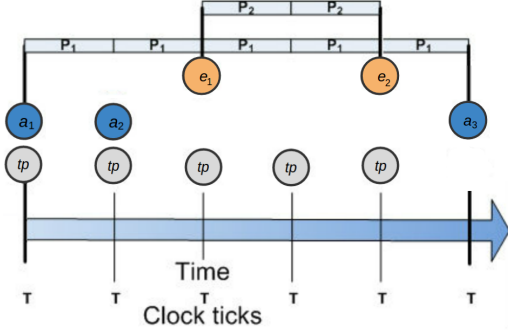 P₂ P₂
P₁ P₁ P₁ P₁ P₁
e₁ e₂
a₁ a₂ a₃
tp tp tp tp tp
Time
T T T T T T
Clock ticks